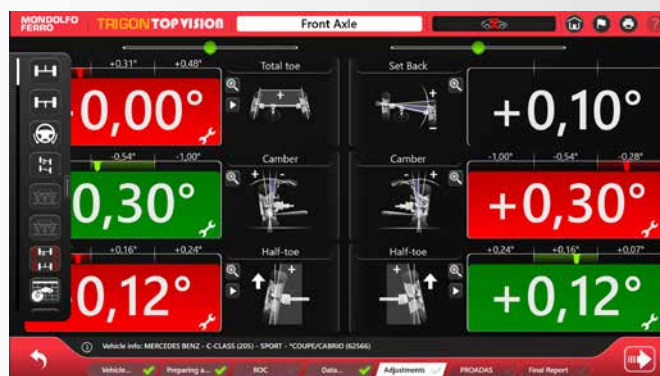 MONDOLFO FERRO TRIGON TOP VISION Front Axle
+0,31° +0,48° Total toe Set Back
0,00° +0,10°
-0,54° -1,00° Camber Camber -1,00° -0,54° -0,28°
0,30° +0,30°
+0,16° +0,24° Half-toe Half-toe +0,24° +0,16° +0,07°
0,12° +0,12°
Vehicle info: MERCEDES BENZ - C-CLASS (205) - SPORT - *COUPE/CABRIO (62566)
Vehicle... Preparing a... ROC Data... Adjustments PROADAS Final Report